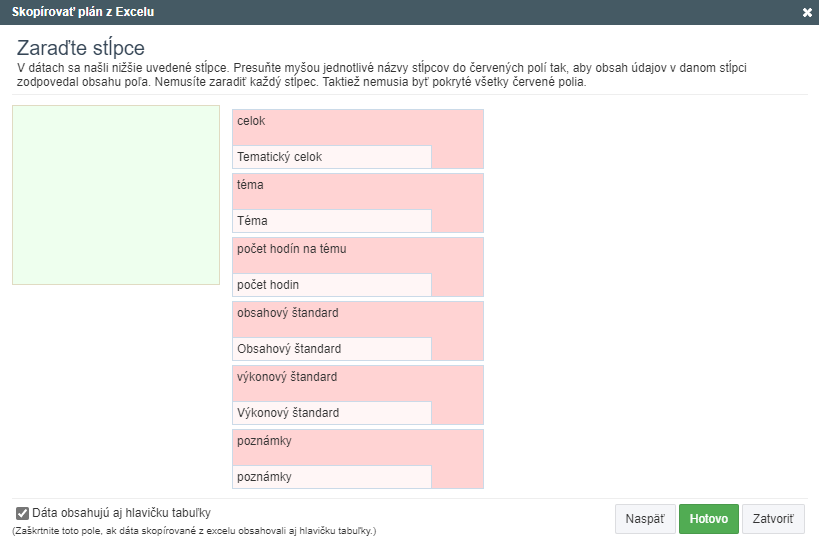 Skopírovať plán z Excelu
Zaraďte stĺpce
V dátach sa našli nižšie uvedené stĺpce. Presuňte myšou jednotlivé názvy stĺpcov do červených polí tak, aby obsah údajov v danom stĺpci
zodpovedal obsahu poľa. Nemusíte zaradiť každý stĺpec. Taktiež nemusia byť pokryté všetky červené polia.
celok
Tematický celok
téma
Téma
počet hodín na tému
počet hodin
obsahový štandard
Obsahový štandard
výkonový štandard
Výkonový štandard
poznámky
poznámky
Dáta obsahujú aj hlavičku tabuľky
(Zaškrtnite toto pole, ak dáta skopírované z excelu obsahovali aj hlavičku tabuľky.)
Naspäť
Hotovo
Zatvoriť